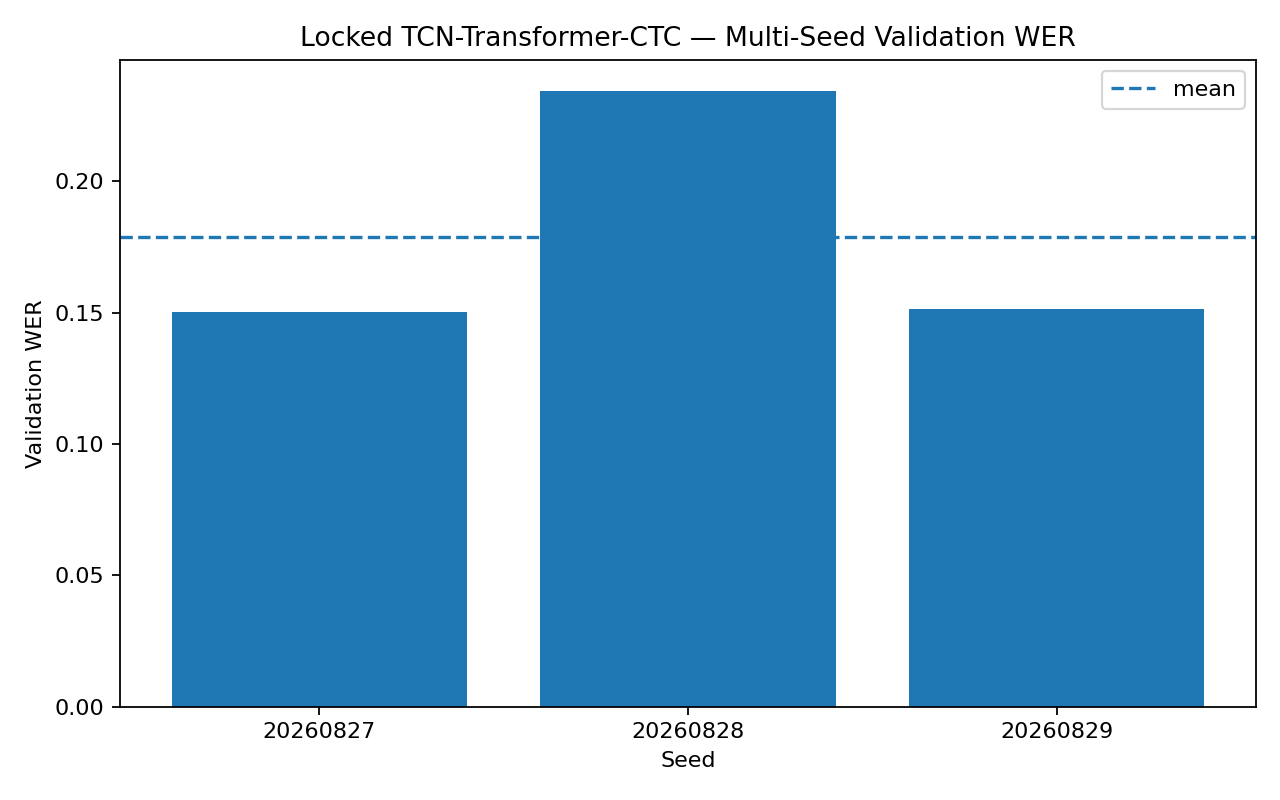 Locked TCN-Transformer-CTC — Multi-Seed Validation WER
mean
Validation WER
0.20
0.15
0.10
0.05
0.00
20260827
20260828
20260829
Seed